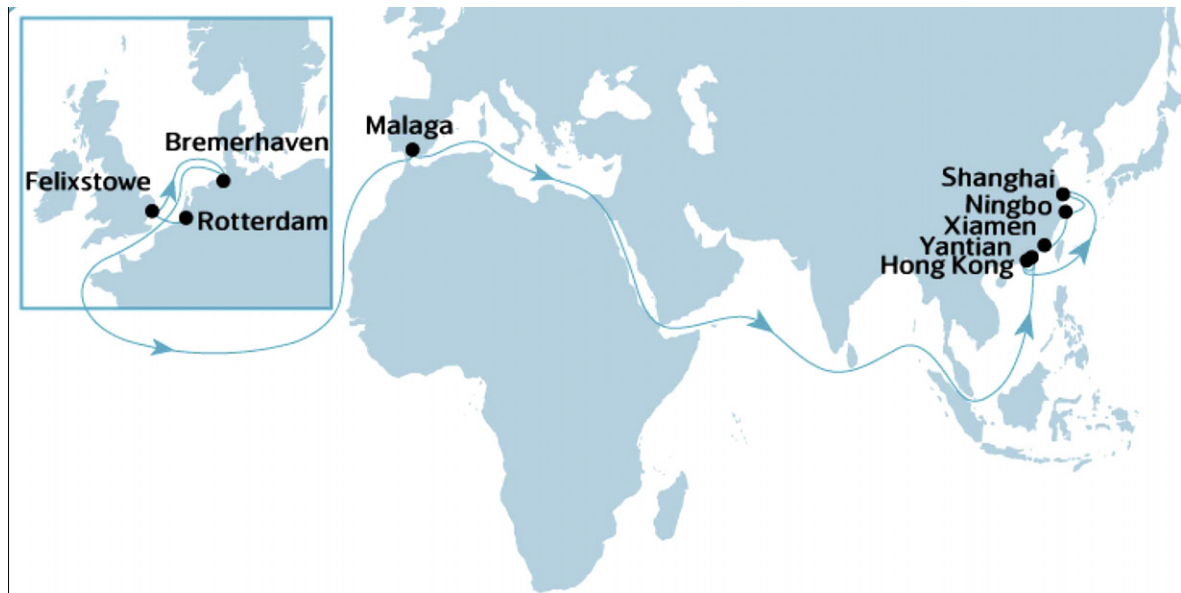 Bremerhaven
Felixstowe
Rotterdam
Malaga
Shanghai
Ningbo
Xiamen
Yantian
Hong Kong